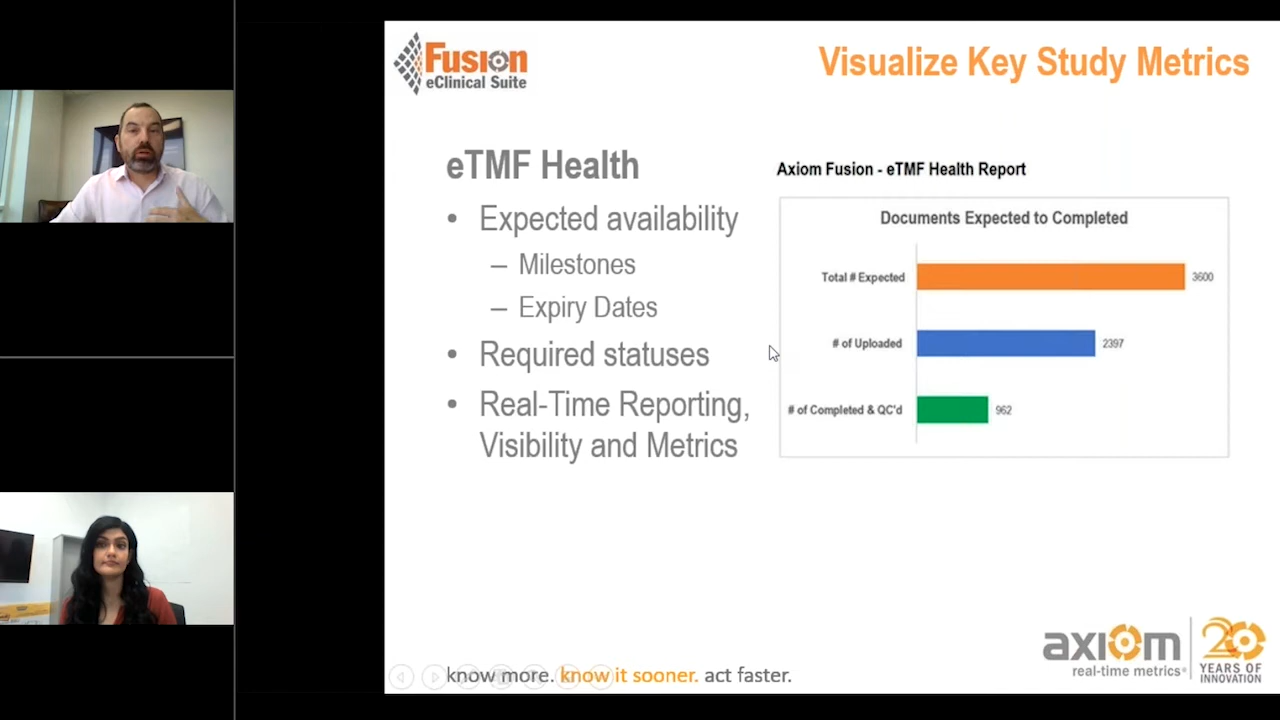 Fusion
eClinical Suite
Visualize Key Study Metrics
eTMF Health
• Expected availability
– Milestones
– Expiry Dates
• Required statuses
• Real-Time Reporting,
Visibility and Metrics
Axiom Fusion - eTMF Health Report
Documents Expected to Completed
Total # Expected
3600
# of Uploaded
2397
# of Completed & QC'd
962
know more. know it sooner. act faster.
axiom
real-time metrics®
20
YEARS OF
INNOVATION